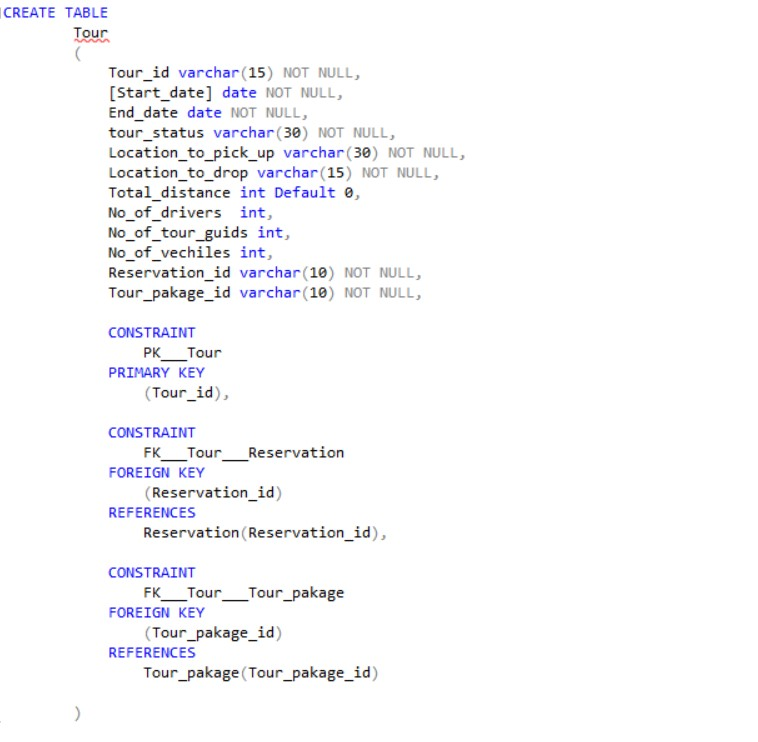 CREATE TABLE
Tour
(
Tour_id varchar(15) NOT NULL,
[Start_date] date NOT NULL,
End_date date NOT NULL,
tour_status varchar(30) NOT NULL,
Location_to_pick_up varchar(30) NOT NULL,
Location_to_drop varchar(15) NOT NULL,
Total_distance int Default 0,
No_of_drivers  int,
No_of_tour_guids int,
No_of_vechiles int,
Reservation_id varchar(10) NOT NULL,
Tour_pakage_id varchar(10) NOT NULL,
CONSTRAINT
PK___Tour
PRIMARY KEY
(Tour_id),
CONSTRAINT
FK___Tour___Reservation
FOREIGN KEY
(Reservation_id)
REFERENCES
Reservation(Reservation_id),
CONSTRAINT
FK___Tour___Tour_pakage
FOREIGN KEY
(Tour_pakage_id)
REFERENCES
Tour_pakage(Tour_pakage_id)
)